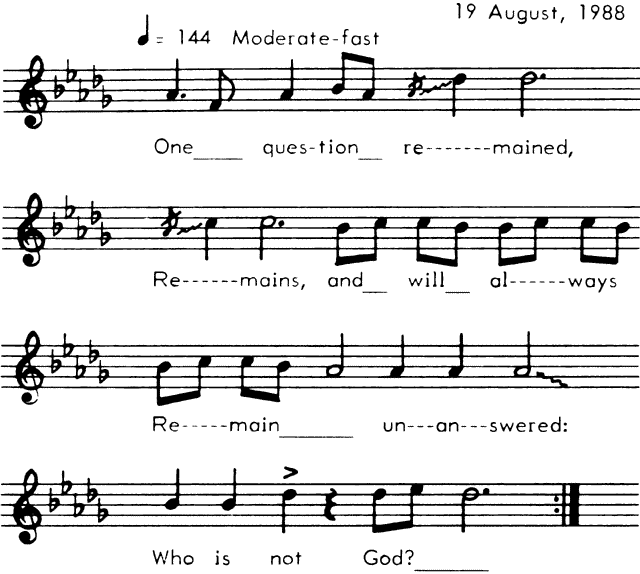 19 August, 1988
= 144 Moderate-fast
One____ ques-tion__ re-------mained,
Re------mains, and__ will__ al------ways
Re-----main______ un---an---swered:
Who is not God?______